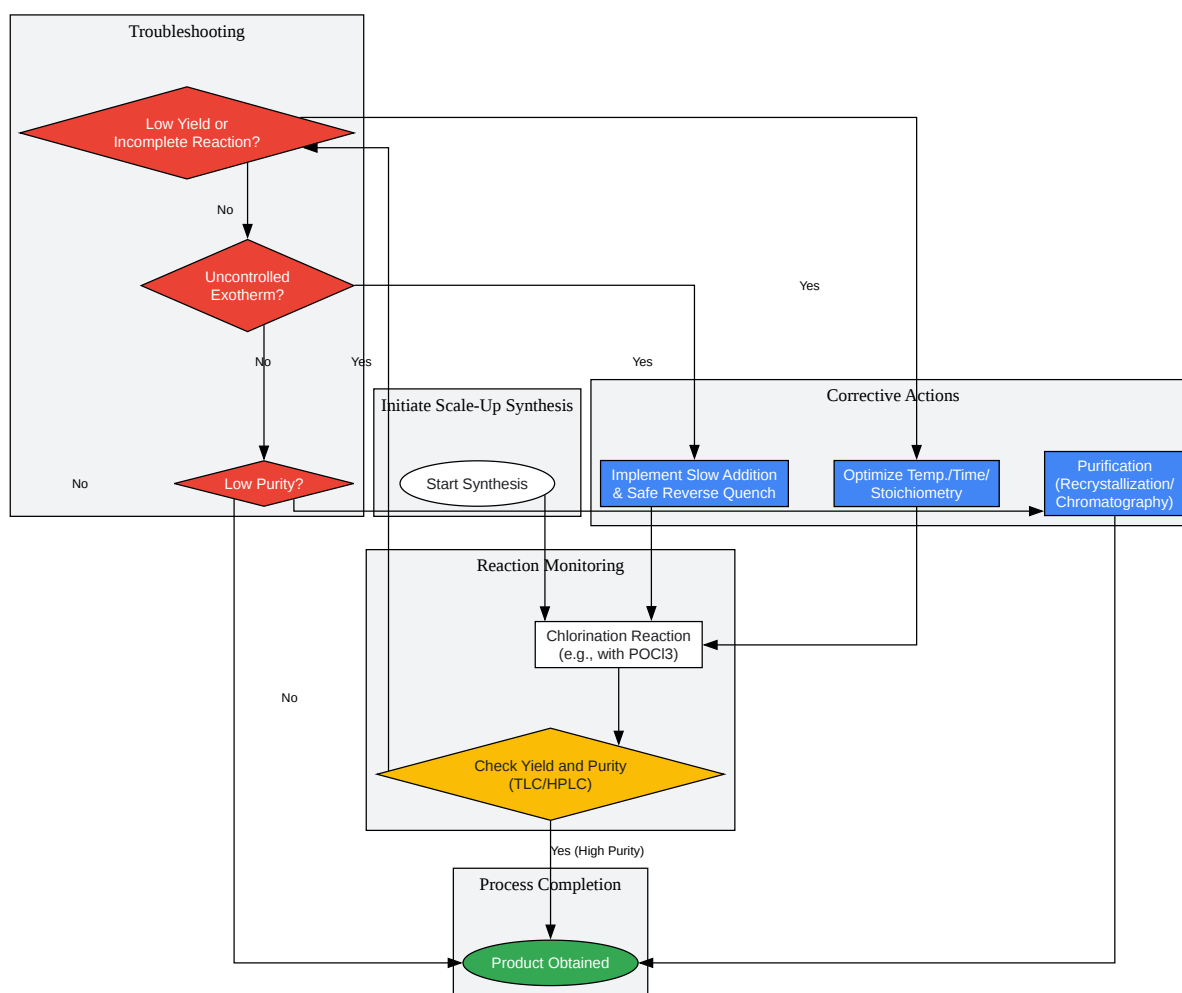 Troubleshooting
Low Yield or
Incomplete Reaction?
No
Uncontrolled
Exotherm?
Yes
No
Yes
Yes
Initiate Scale-Up Synthesis
Corrective Actions
Low Purity?
No
Start Synthesis
Implement Slow Addition
& Safe Reverse Quench
Optimize Temp./Time/
Stoichiometry
Purification
(Recrystallization/
Chromatography)
Reaction Monitoring
Chlorination Reaction
(e.g., with POCl3)
No
Check Yield and Purity
(TLC/HPLC)
Yes (High Purity)
Process Completion
Product Obtained